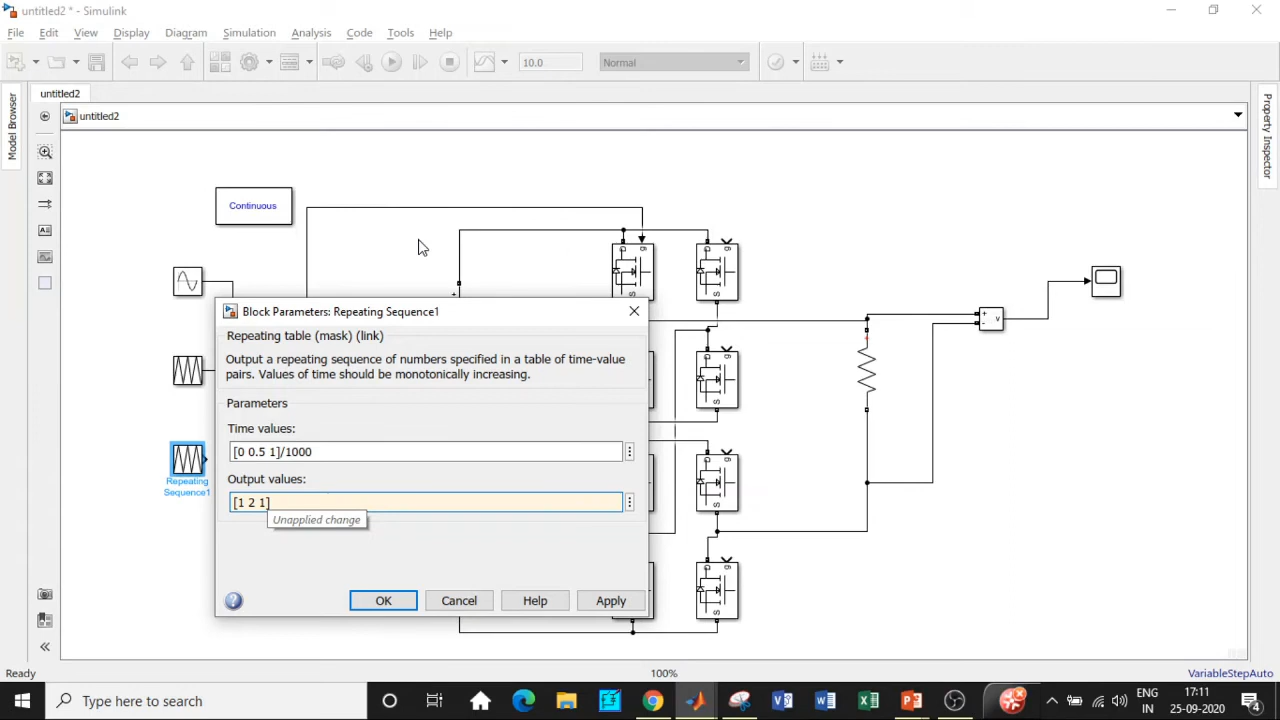 untitled2 * - Simulink
File Edit View Display Diagram Simulation Analysis Code Tools Help
10.0 Normal
untitled2
untitled2
Model Browser
Property Inspector
Continuous
Repeating
Sequence1
Block Parameters: Repeating Sequence1
Repeating table (mask) (link)
Output a repeating sequence of numbers specified in a table of time-value
pairs. Values of time should be monotonically increasing.
Parameters
Time values:
[0 0.5 1]/1000
Output values:
[1 2 1]
Unapplied change
OK Cancel Help Apply
g
S
g
S
g
S
g
S
g
S
+
-
v
+
Ready 100% VariableStepAuto
Type here to search
ENG
IN
17:11
25-09-2020
4